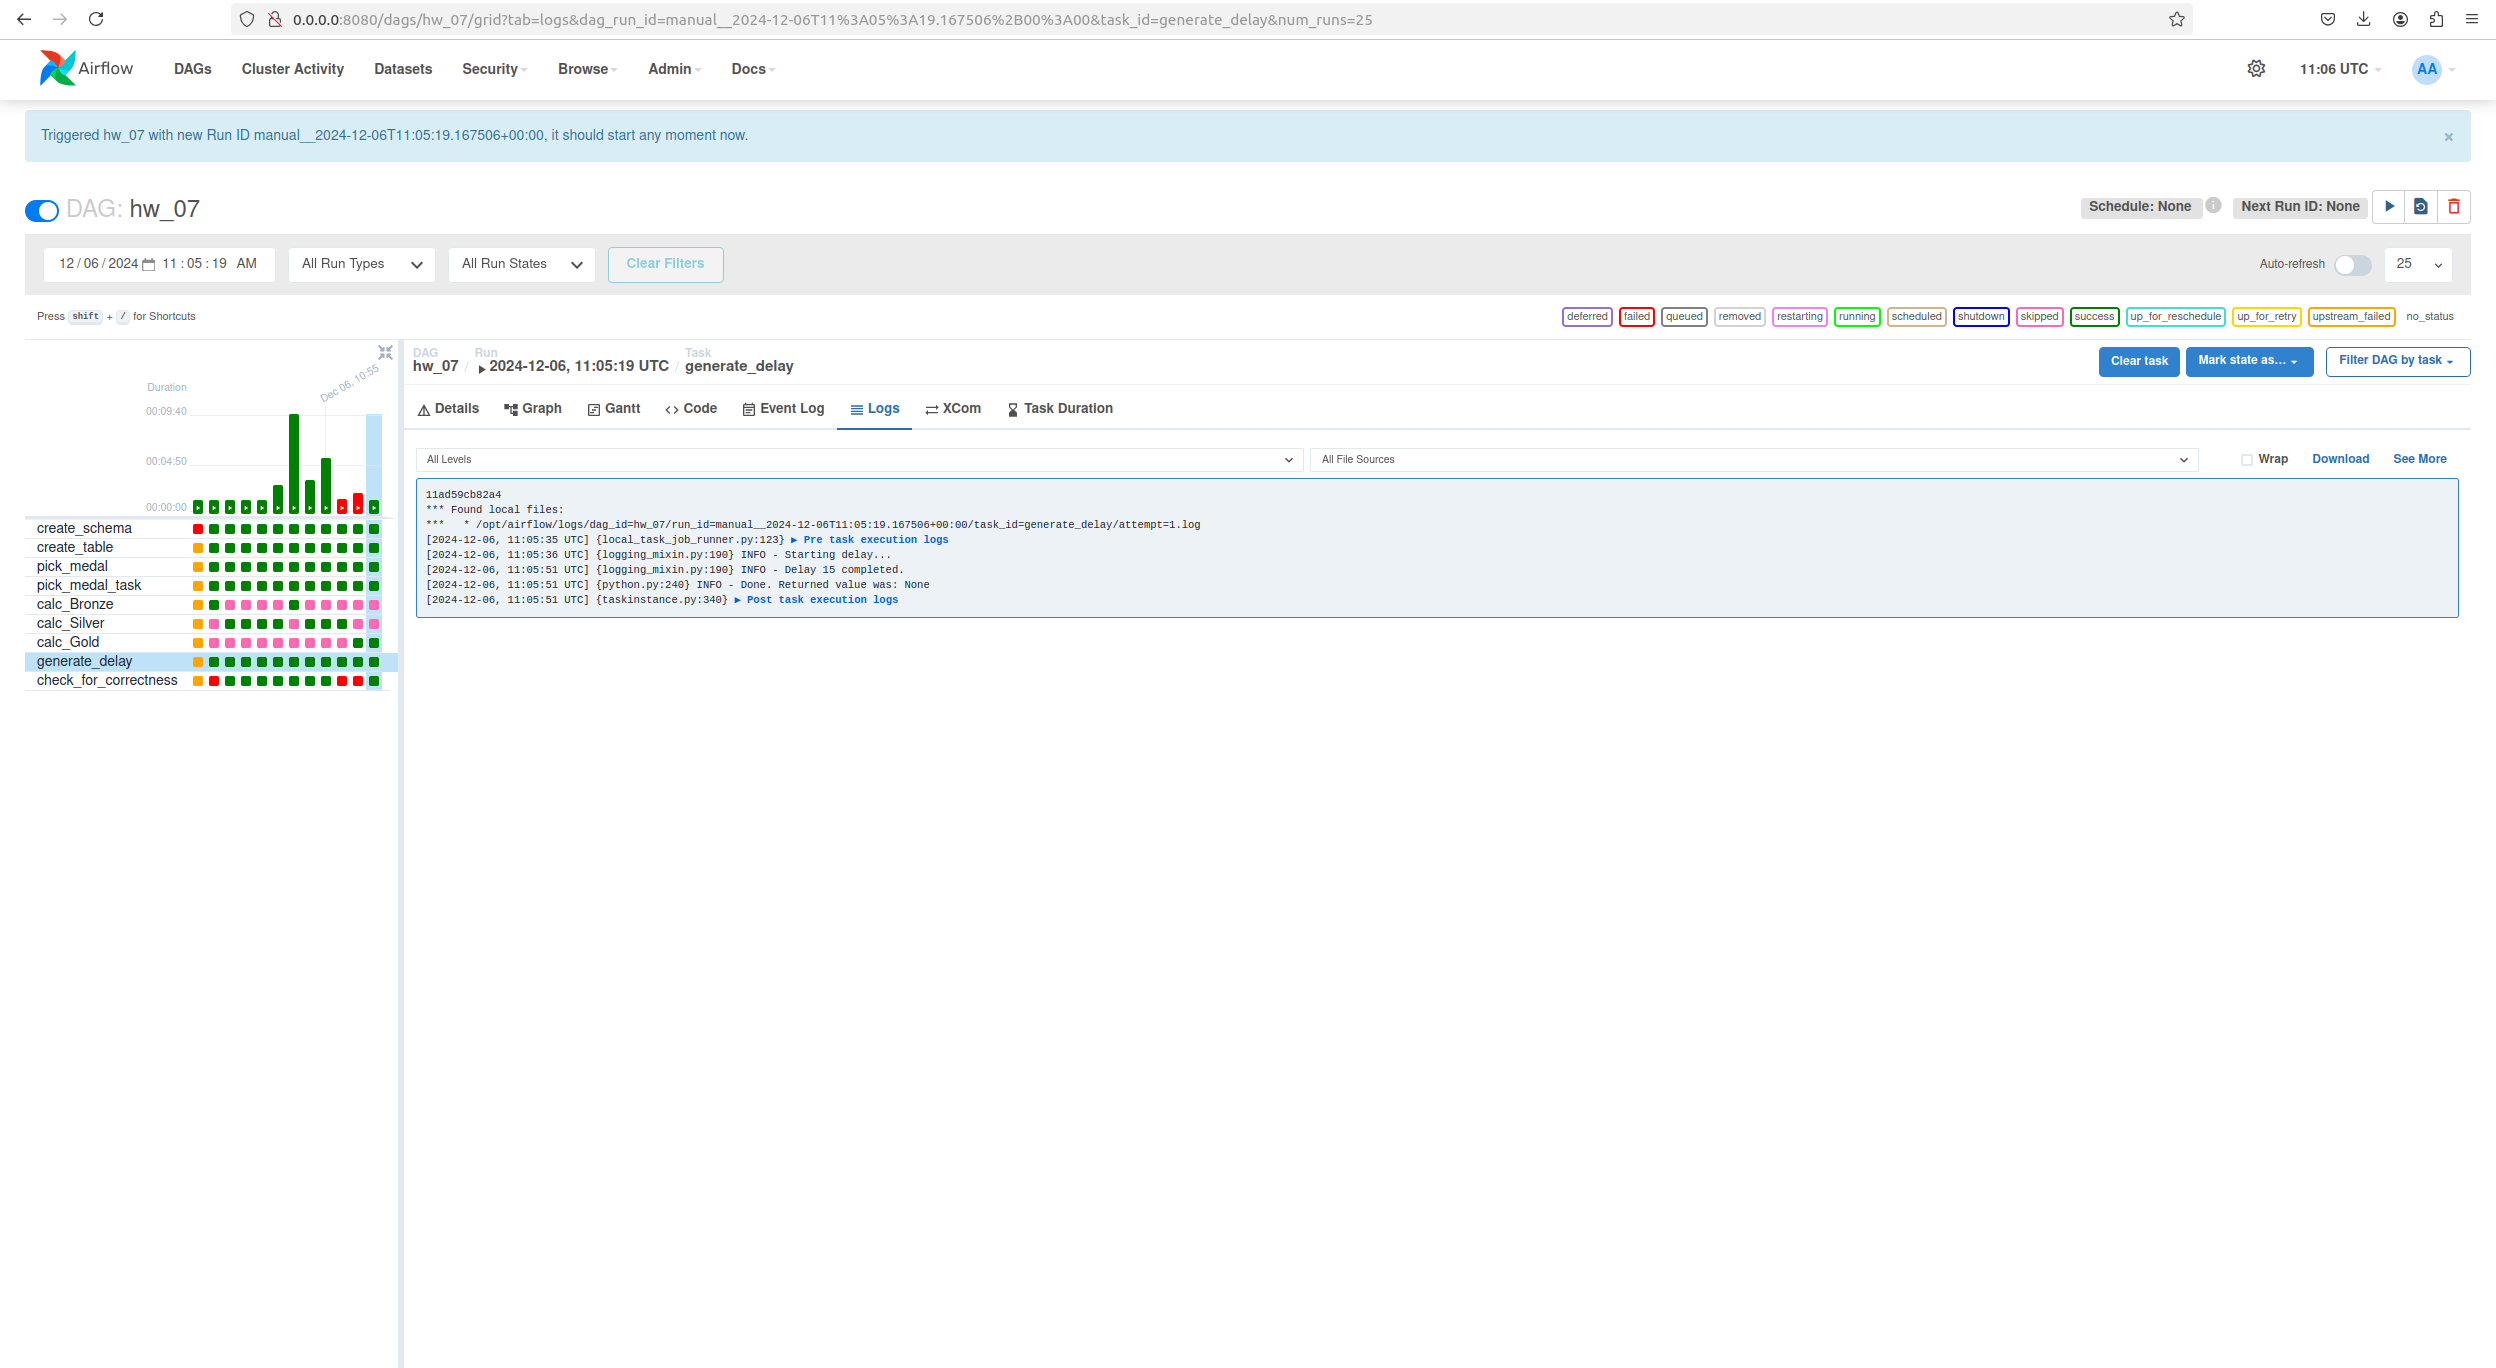 0.0.0.0:8080/dags/hw_07/grid?tab=logs&dag_run_id=manual__2024-12-06T11%3A05%3A19.167506%2B00%3A00&task_id=generate_delay&num_runs=25
Airflow DAGs Cluster Activity Datasets Security Browse Admin Docs 11:06 UTC AA
Triggered hw_07 with new Run ID manual__2024-12-06T11:05:19.167506+00:00, it should start any moment now. ×
DAG: hw_07 Schedule: None i Next Run ID: None
12/06/2024 11:05:19 AM All Run Types All Run States Clear Filters Auto-refresh 25
Press shift + / for Shortcuts deferred failed queued removed restarting running scheduled shutdown skipped success up_for_reschedule up_for_retry upstream_failed no_status
DAG Run Task
hw_07 / 2024-12-06, 11:05:19 UTC / generate_delay Clear task Mark state as... Filter DAG by task
Dec 06, 10:55
Duration
00:09:40
00:04:50
00:00:00
create_schema
create_table
pick_medal
pick_medal_task
calc_Bronze
calc_Silver
calc_Gold
generate_delay
check_for_correctness
Details Graph Gantt Code Event Log Logs XCom Task Duration
All Levels All File Sources Wrap Download See More
11ad59cb82a4
*** Found local files:
***   * /opt/airflow/logs/dag_id=hw_07/run_id=manual__2024-12-06T11:05:19.167506+00:00/task_id=generate_delay/attempt=1.log
[2024-12-06, 11:05:35 UTC] {local_task_job_runner.py:123} ▶ Pre task execution logs
[2024-12-06, 11:05:36 UTC] {logging_mixin.py:190} INFO - Starting delay...
[2024-12-06, 11:05:51 UTC] {logging_mixin.py:190} INFO - Delay 15 completed.
[2024-12-06, 11:05:51 UTC] {python.py:240} INFO - Done. Returned value was: None
[2024-12-06, 11:05:51 UTC] {taskinstance.py:340} ▶ Post task execution logs